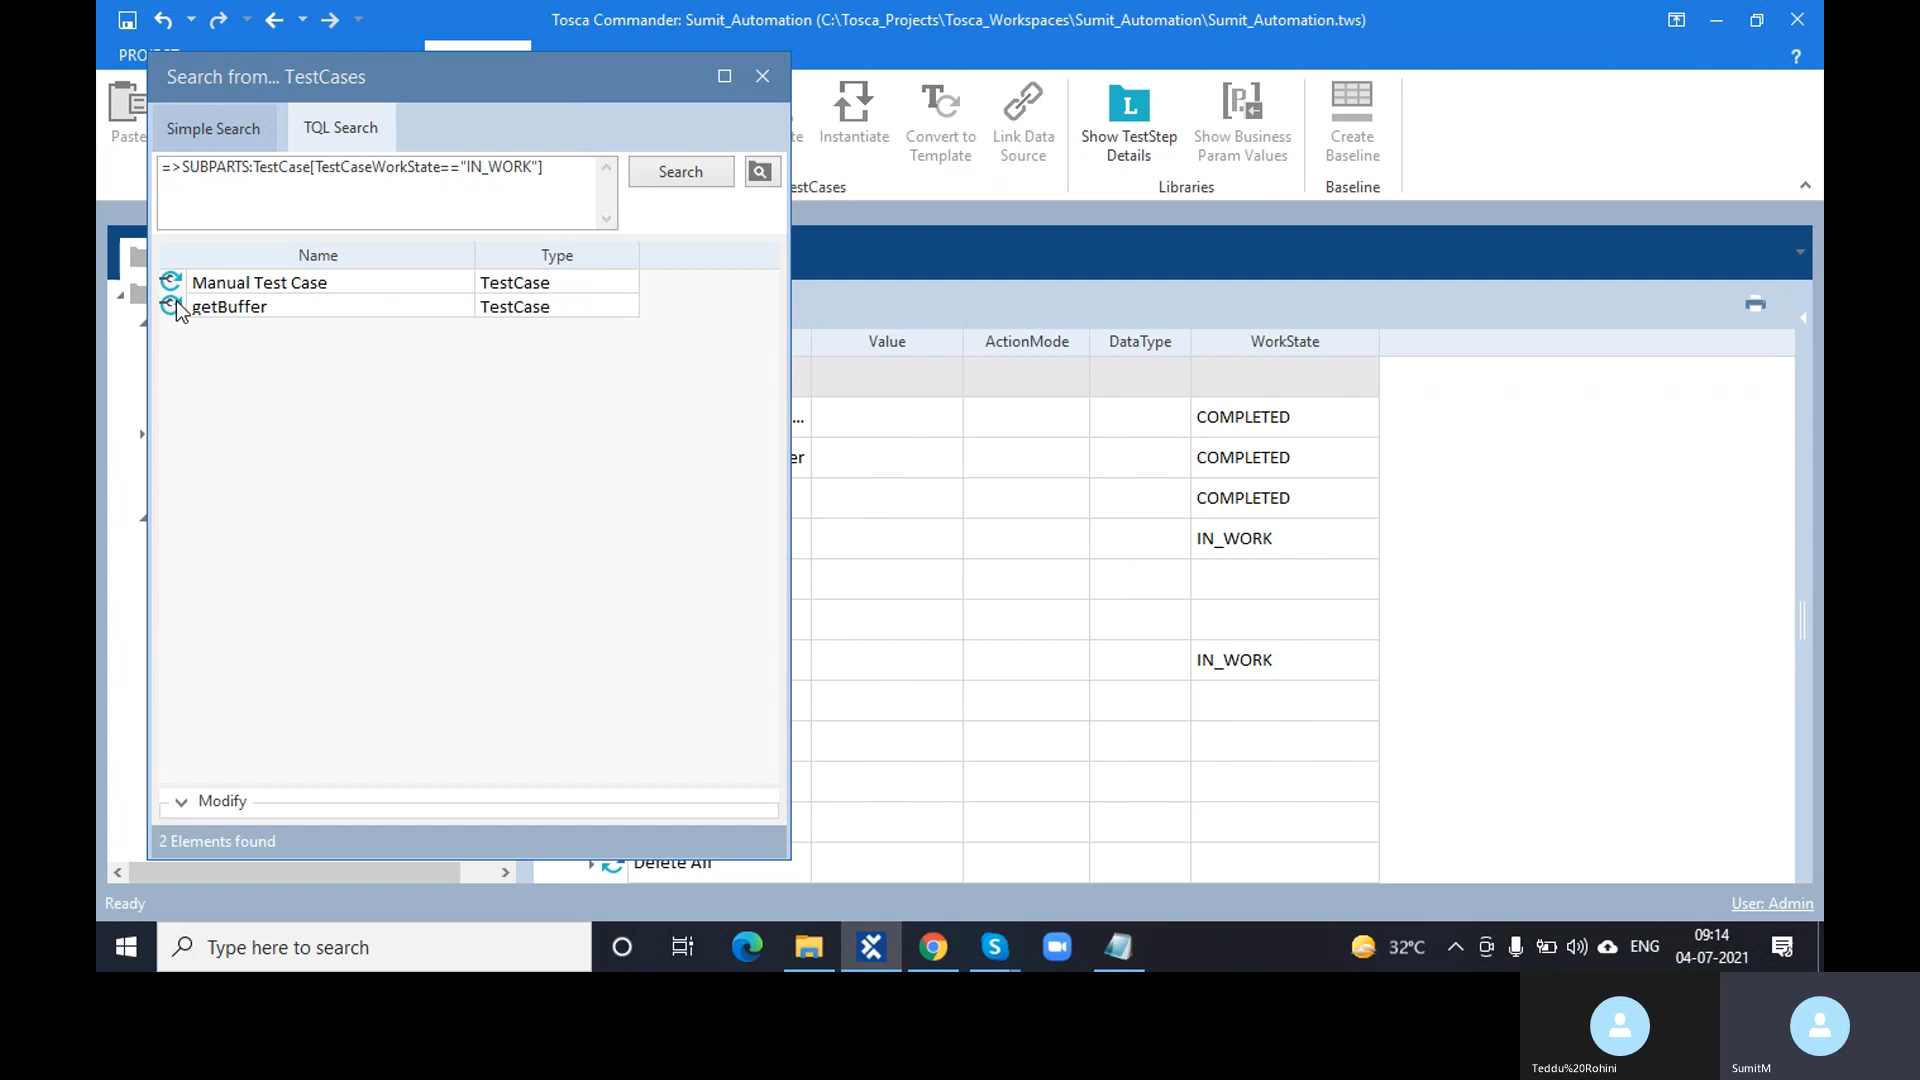 Tosca Commander: Sumit_Automation (C:\Tosca_Projects\Tosca_Workspaces\Sumit_Automation\Sumit_Automation.tws)
?
Search from... TestCases
Simple Search
TQL Search
=>SUBPARTS:TestCase[TestCaseWorkState=="IN_WORK"]
Search
Name
Type
Manual Test Case
TestCase
getBuffer
TestCase
Modify
2 Elements found
Paste
Instantiate
Convert to
Template
Link Data
Source
L
Show TestStep
Details
Show Business
Param Values
Create
Baseline
Libraries
Baseline
Value
ActionMode
DataType
WorkState
...
COMPLETED
COMPLETED
COMPLETED
IN_WORK
IN_WORK
Delete All
Ready
User: Admin
Type here to search
S
32°C
ENG
09:14
04-07-2021
Teddu%20Rohini
SumitM